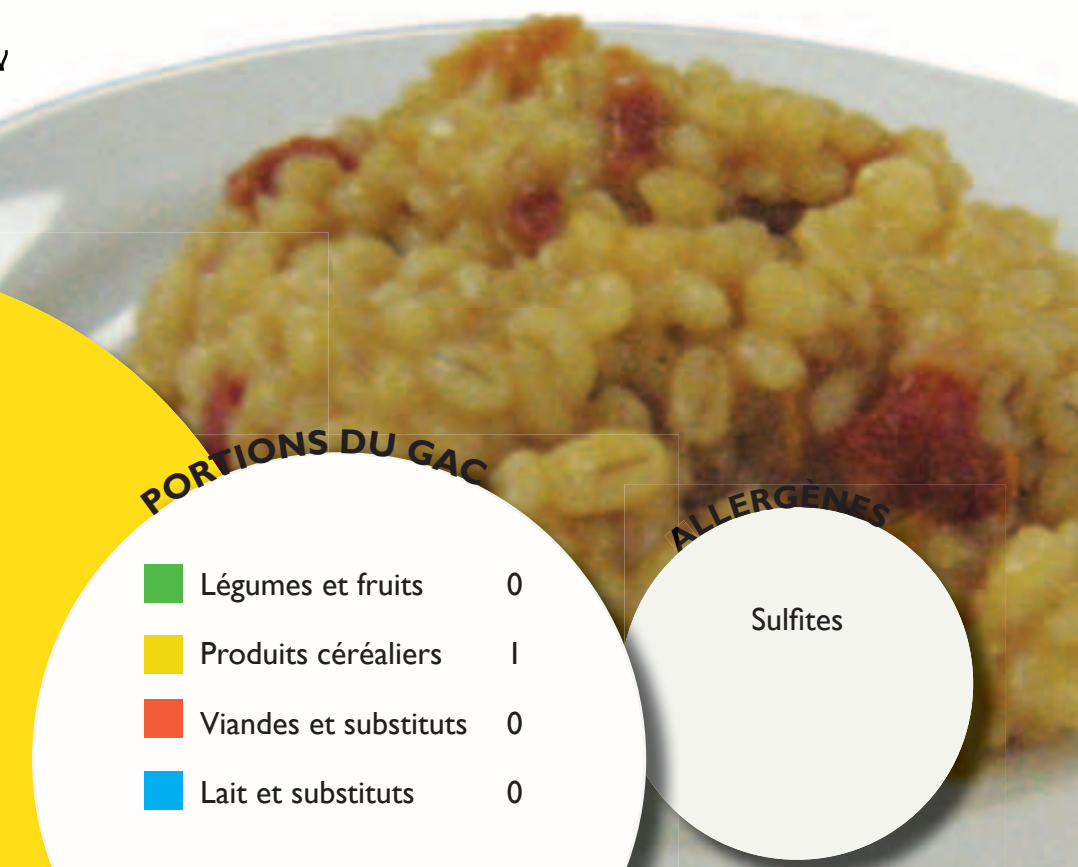 PORTIONS DU GAC
Légumes et fruits 0
Produits céréaliers 1
Viandes et substituts 0
Lait et substituts 0
ALLERGÈNES
Sulfites